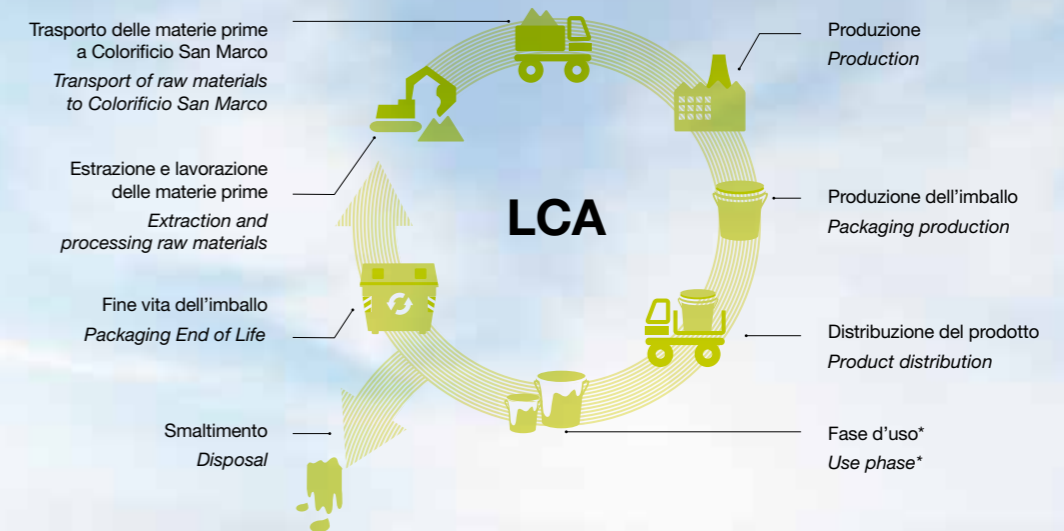 Trasporto delle materie prime
a Colorificio San Marco
Transport of raw materials
to Colorificio San Marco
Estrazione e lavorazione
delle materie prime
Extraction and
processing raw materials
Fine vita dell’imballo
Packaging End of Life
Smaltimento
Disposal
LCA
Produzione
Production
Produzione dell’imballo
Packaging production
Distribuzione del prodotto
Product distribution
Fase d’uso*
Use phase*